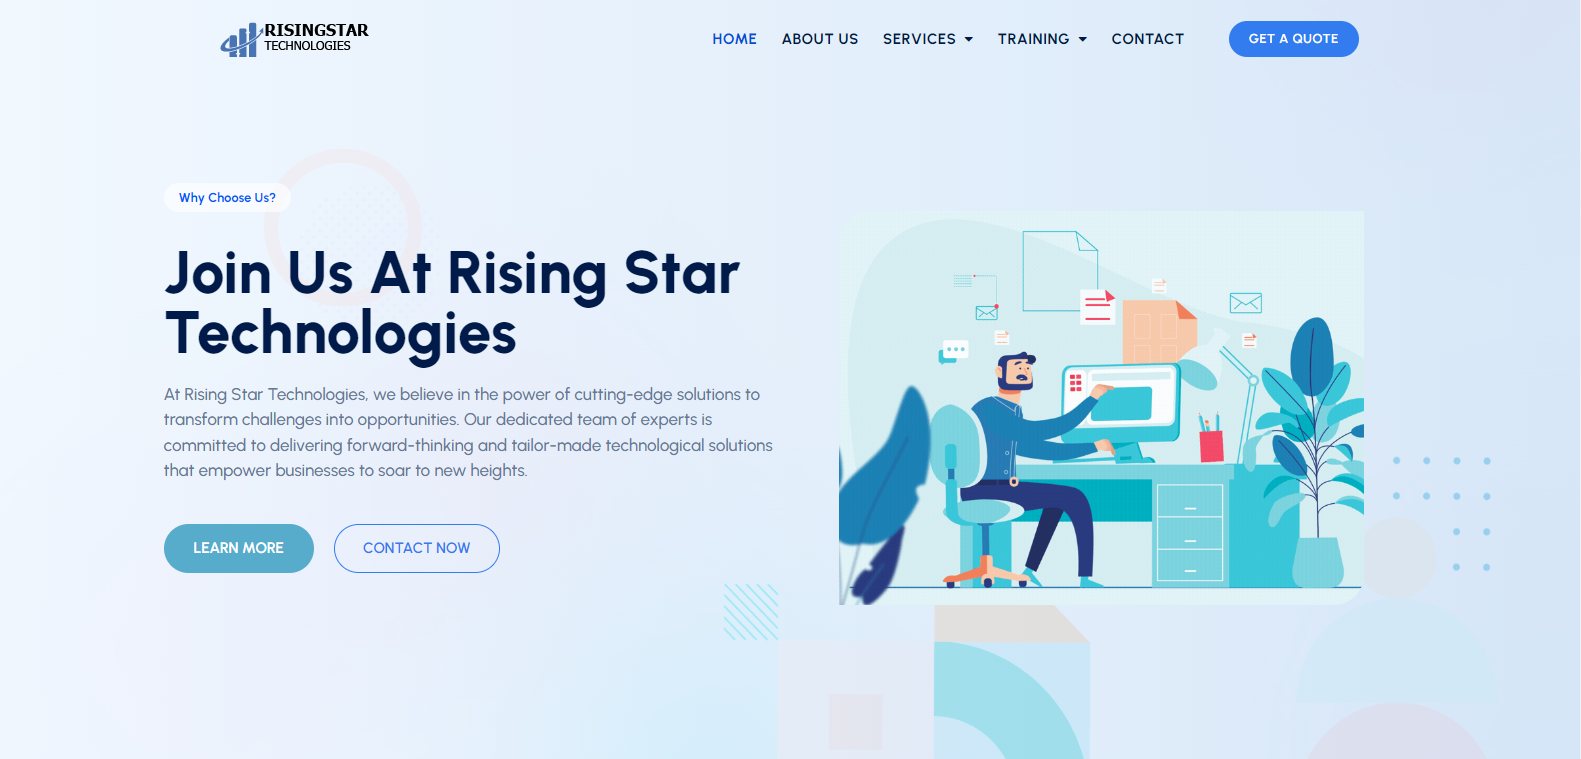 RISINGSTAR
TECHNOLOGIES
HOME ABOUT US SERVICES TRAINING CONTACT GET A QUOTE
Why Choose Us?
Join Us At Rising Star
Technologies
At Rising Star Technologies, we believe in the power of cutting-edge solutions to
transform challenges into opportunities. Our dedicated team of experts is
committed to delivering forward-thinking and tailor-made technological solutions
that empower businesses to soar to new heights.
LEARN MORE CONTACT NOW